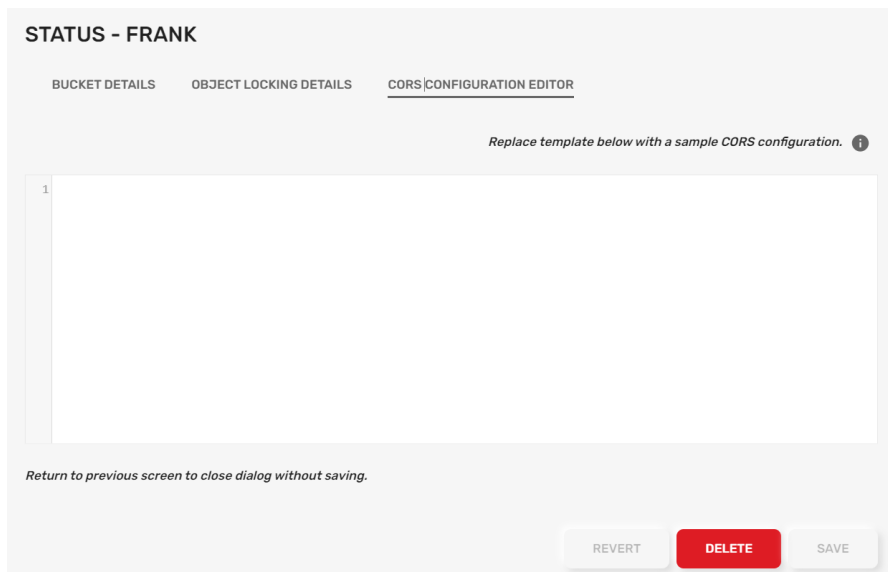 STATUS - FRANK
BUCKET DETAILS OBJECT LOCKING DETAILS CORS CONFIGURATION EDITOR
Replace template below with a sample CORS configuration. i
1
Return to previous screen to close dialog without saving.
REVERT DELETE SAVE